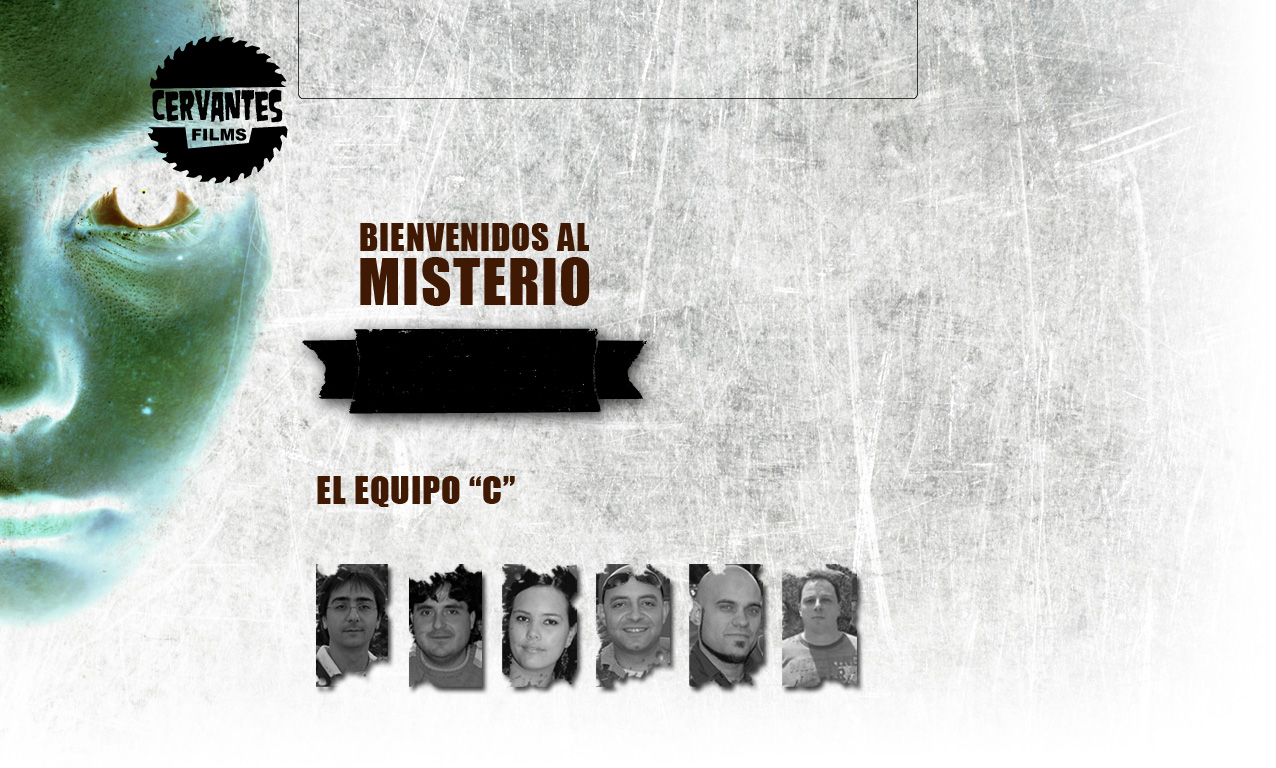 CERVANTES
FILMS
BIENVENIDOS AL
MISTERIO
EL EQUIPO “C”